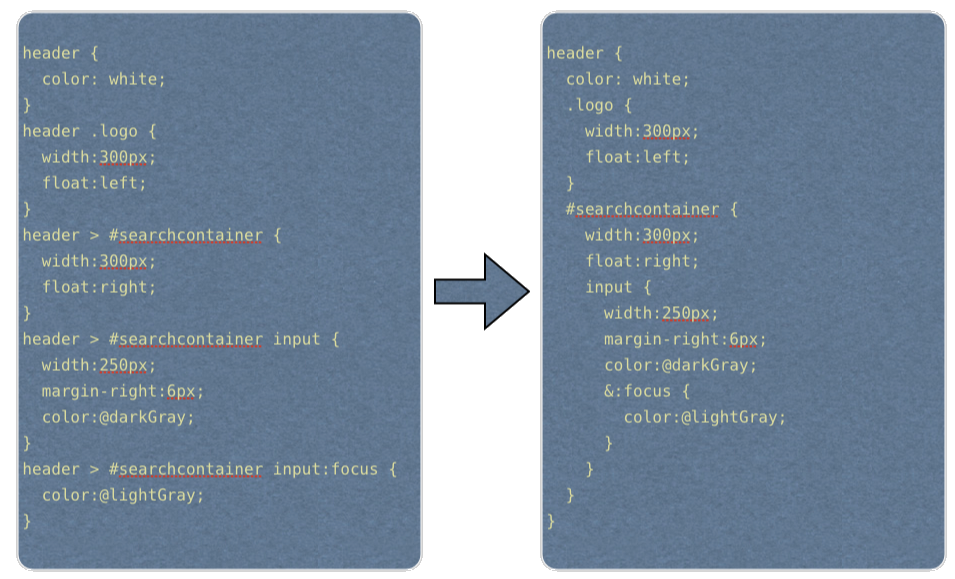 header {
  color: white;
}
header .logo {
  width:300px;
  float:left;
}
header > #searchcontainer {
  width:300px;
  float:right;
}
header > #searchcontainer input {
  width:250px;
  margin-right:6px;
  color:@darkGray;
}
header > #searchcontainer input:focus {
  color:@lightGray;
}
header {
  color: white;
  .logo {
    width:300px;
    float:left;
  }
  #searchcontainer {
    width:300px;
    float:right;
    input {
      width:250px;
      margin-right:6px;
      color:@darkGray;
      &:focus {
        color:@lightGray;
      }
    }
  }
}